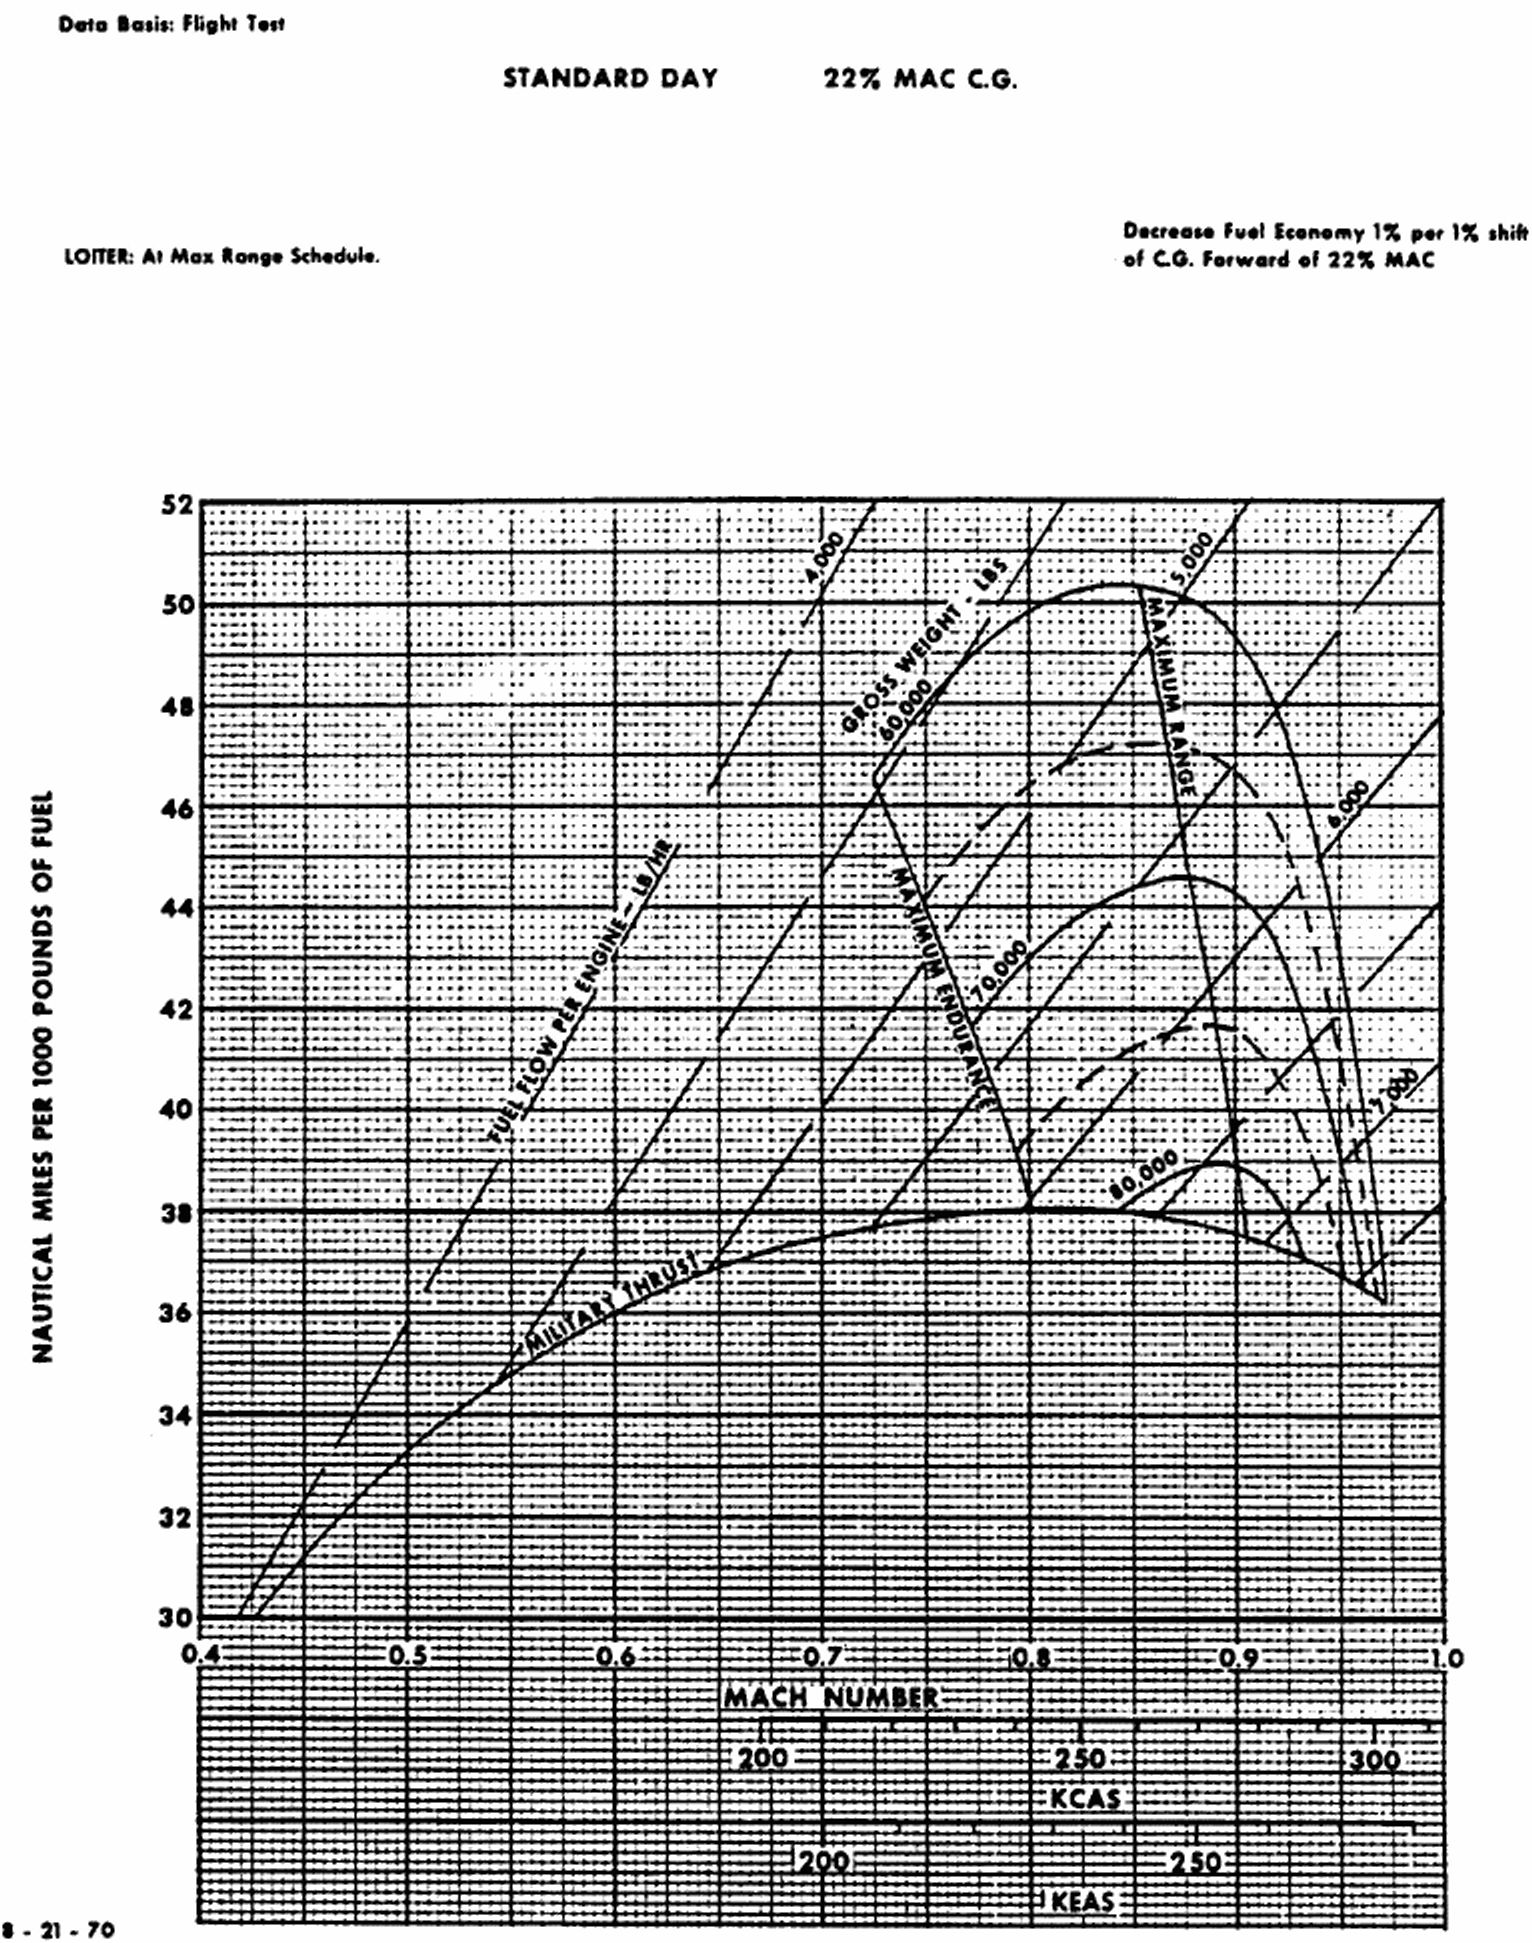 Data Basis: Flight Test
STANDARD DAY 22% MAC C.G.
LOITER: At Max Range Schedule.
Decrease Fuel Economy 1% per 1% shift
of C.G. Forward of 22% MAC
NAUTICAL MILES PER 1000 POUNDS OF FUEL
52
50
48
46
44
42
40
38
36
34
32
30
FUEL FLOW PER ENGINE – LB/HR
4,000
5,000
6,000
7,000
GROSS WEIGHT - LBS
60,000
70,000
80,000
MAXIMUM RANGE
MAXIMUM ENDURANCE
MILITARY THRUST
0.4 0.5 0.6 0.7 0.8 0.9 1.0
MACH NUMBER
200 250 300
KCAS
200 250
KEAS
8 - 21 - 70